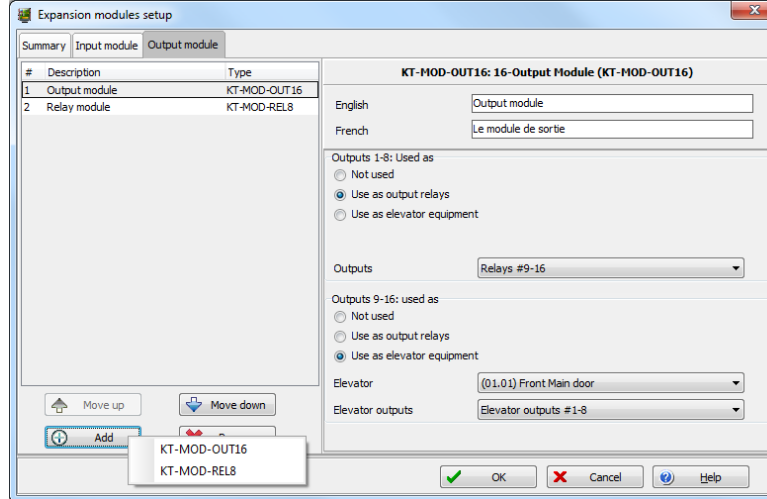 Expansion modules setup
Summary Input module Output module
# Description Type
1 Output module KT-MOD-OUT16
2 Relay module KT-MOD-REL8
Move up Move down
Add
KT-MOD-OUT16
KT-MOD-REL8
KT-MOD-OUT16: 16-Output Module (KT-MOD-OUT16)
English Output module
French Le module de sortie
Outputs 1-8: Used as
Not used
Use as output relays
Use as elevator equipment
Outputs Relays #9-16
Outputs 9-16: used as
Not used
Use as output relays
Use as elevator equipment
Elevator (01.01) Front Main door
Elevator outputs Elevator outputs #1-8
OK Cancel Help